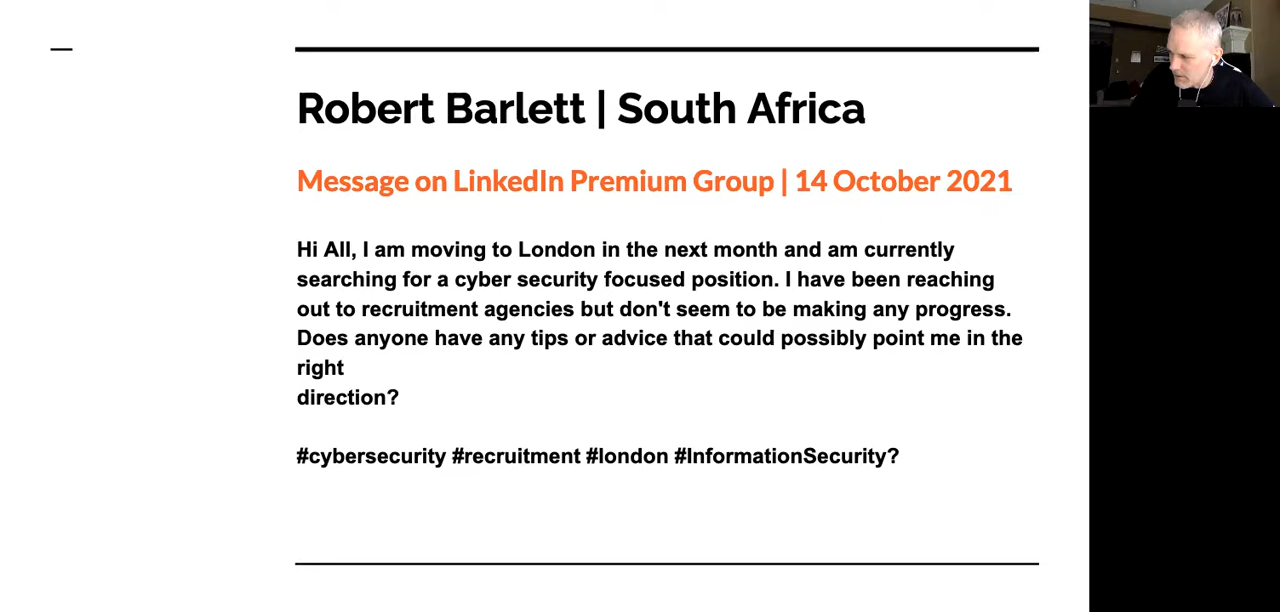 Robert Barlett | South Africa
Message on LinkedIn Premium Group | 14 October 2021
Hi All, I am moving to London in the next month and am currently
searching for a cyber security focused position. I have been reaching
out to recruitment agencies but don't seem to be making any progress.
Does anyone have any tips or advice that could possibly point me in the
right
direction?
#cybersecurity #recruitment #london #InformationSecurity?